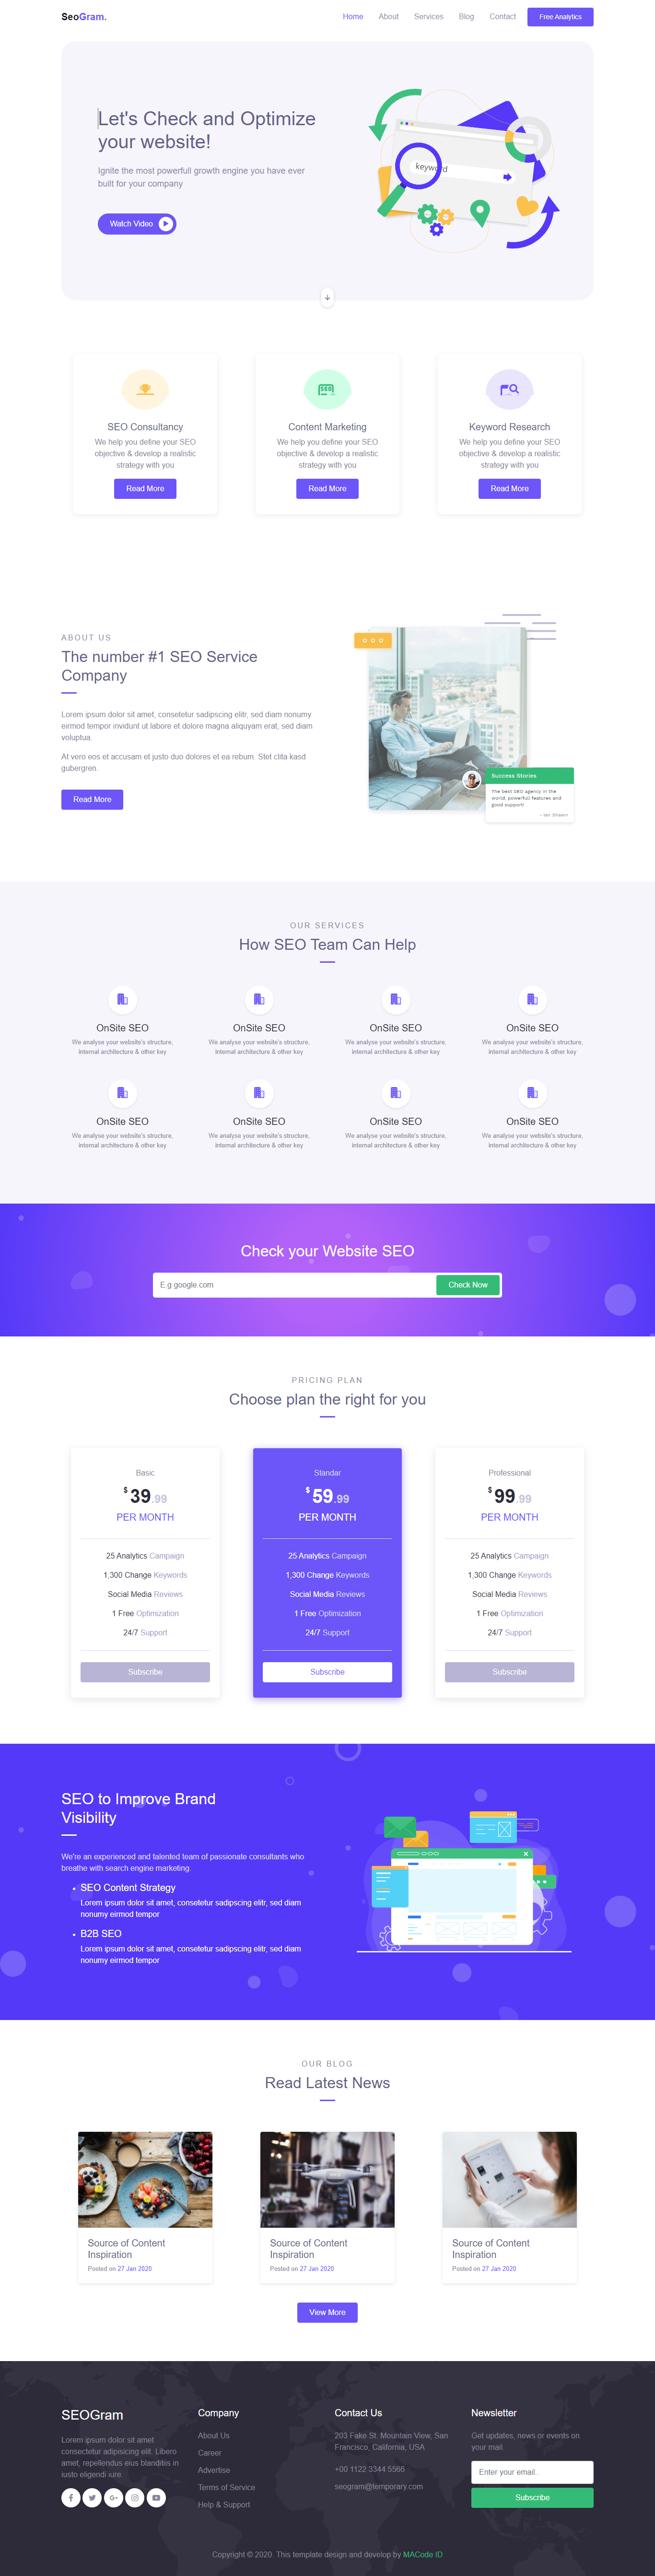 SeoGram.
Home About Services Blog Contact Free Analytics
Let's Check and Optimize
your website!
Ignite the most powerfull growth engine you have ever
built for your company
Watch Video
keyword
SEO
SEO Consultancy
We help you define your SEO
objective & develop a realistic
strategy with you
Read More
Content Marketing
We help you define your SEO
objective & develop a realistic
strategy with you
Read More
Keyword Research
We help you define your SEO
objective & develop a realistic
strategy with you
Read More
ABOUT US
The number #1 SEO Service
Company
Lorem ipsum dolor sit amet, consetetur sadipscing elitr, sed diam nonumy
eirmod tempor invidunt ut labore et dolore magna aliquyam erat, sed diam
voluptua.
At vero eos et accusam et justo duo dolores et ea rebum. Stet clita kasd
gubergren.
Read More
Success Stories
The best SEO agency in the
world, powerfull features and
good support!
- Ian Shawn
OUR SERVICES
How SEO Team Can Help
OnSite SEO
We analyse your website's structure,
internal architecture & other key
OnSite SEO
We analyse your website's structure,
internal architecture & other key
OnSite SEO
We analyse your website's structure,
internal architecture & other key
OnSite SEO
We analyse your website's structure,
internal architecture & other key
OnSite SEO
We analyse your website's structure,
internal architecture & other key
OnSite SEO
We analyse your website's structure,
internal architecture & other key
OnSite SEO
We analyse your website's structure,
internal architecture & other key
OnSite SEO
We analyse your website's structure,
internal architecture & other key
Check your Website SEO
E.g google.com
Check Now
PRICING PLAN
Choose plan the right for you
Basic
$39.99
PER MONTH
25 Analytics Campaign
1,300 Change Keywords
Social Media Reviews
1 Free Optimization
24/7 Support
Subscribe
Standar
$59.99
PER MONTH
25 Analytics Campaign
1,300 Change Keywords
Social Media Reviews
1 Free Optimization
24/7 Support
Subscribe
Professional
$99.99
PER MONTH
25 Analytics Campaign
1,300 Change Keywords
Social Media Reviews
1 Free Optimization
24/7 Support
Subscribe
SEO to Improve Brand
Visibility
We're an experienced and talented team of passionate consultants who
breathe with search engine marketing.
• SEO Content Strategy
Lorem ipsum dolor sit amet, consetetur sadipscing elitr, sed diam
nonumy eirmod tempor
• B2B SEO
Lorem ipsum dolor sit amet, consetetur sadipscing elitr, sed diam
nonumy eirmod tempor
OUR BLOG
Read Latest News
Source of Content
Inspiration
Posted on 27 Jan 2020
Source of Content
Inspiration
Posted on 27 Jan 2020
Source of Content
Inspiration
Posted on 27 Jan 2020
View More
SEOGram
Lorem ipsum dolor sit amet
consectetur adipisicing elit. Libero
amet, repellendus eius blanditiis in
iusto eligendi iure.
Company
About Us
Career
Advertise
Terms of Service
Help & Support
Contact Us
203 Fake St. Mountain View, San
Francisco, California, USA
+00 1122 3344 5566
seogram@temporary.com
Newsletter
Get updates, news or events on
your mail.
Enter your email..
Subscribe
Copyright © 2020. This template design and develop by MACode ID